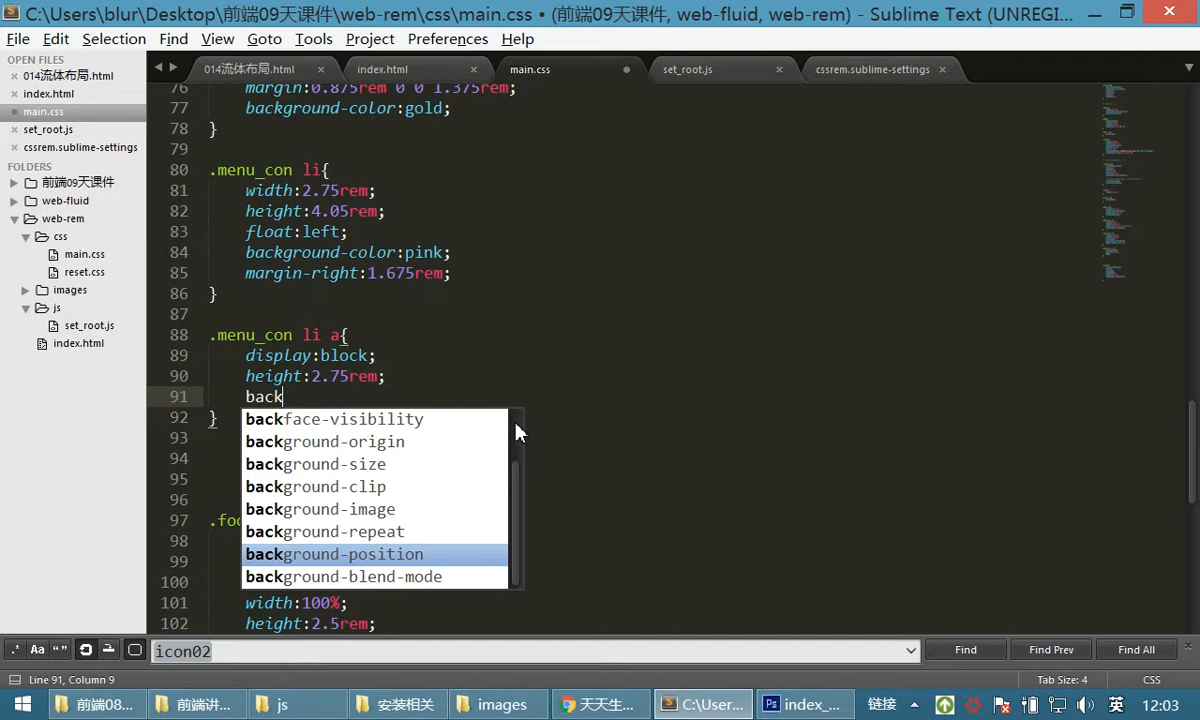 C:\Users\blur\Desktop\前端09天课件\web-rem\css\main.css • (前端09天课件, web-fluid, web-rem) - Sublime Text (UNREGI...
File Edit Selection Find View Goto Tools Project Preferences Help
OPEN FILES
014流体布局.html
index.html
main.css
set_root.js
cssrem.sublime-settings
FOLDERS
前端09天课件
web-fluid
web-rem
css
main.css
reset.css
images
js
set_root.js
index.html
014流体布局.html index.html main.css set_root.js cssrem.sublime-settings
76 margin:0.875rem 0 0 1.375rem;
77 background-color:gold;
78 }
79
80 .menu_con li{
81 width:2.75rem;
82 height:4.05rem;
83 float:left;
84 background-color:pink;
85 margin-right:1.675rem;
86 }
87
88 .menu_con li a{
89 display:block;
90 height:2.75rem;
91 back
92 }
93
94
95
96
97 .foo
98
99
100
101 width:100%;
102 height:2.5rem;
backface-visibility
background-origin
background-size
background-clip
background-image
background-repeat
background-position
background-blend-mode
.* Aa “” icon02 Find Find Prev Find All
Line 91, Column 9 Tab Size: 4 CSS
前端08... 前端讲... js 安装相关 images 天天生... C:\User... index_... 链接 英 12:03